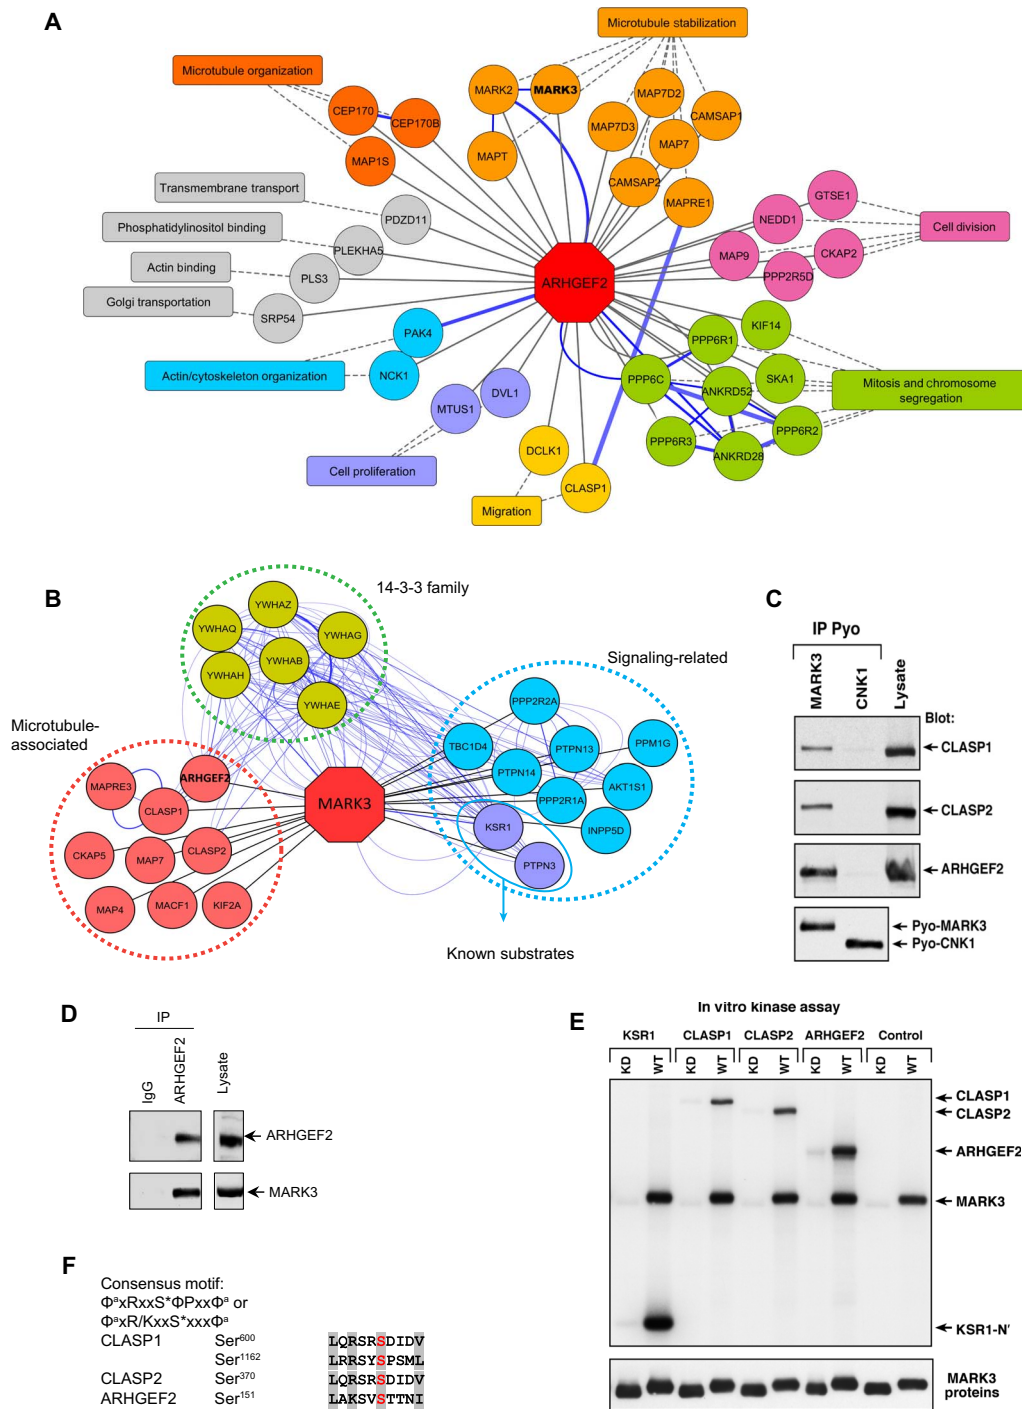 A
Microtubule stabilization
Microtubule organization
MARK2
MARK3
MAP7D2
CEP170
CEP170B
MAP7D3
CAMSAP1
MAP7
MAPT
MAP1S
CAMSAP2
MAPRE1
Transmembrane transport
PDZD11
GTSE1
NEDD1
Cell division
Phosphatidylinositol binding
PLEKHA5
MAP9
CKAP2
Actin binding
PLS3
PPP2R5D
ARHGEF2
Golgi transportation
SRP54
KIF14
PAK4
PPP6R1
Actin/cytoskeleton organization
NCK1
PPP6C
ANKRD52
SKA1
Mitosis and chromosome
segregation
DVL1
MTUS1
PPP6R3
PPP6R2
ANKRD28
Cell proliferation
DCLK1
CLASP1
Migration
B
14-3-3 family
YWHAZ
YWHAQ
YWHAG
YWHAB
YWHAH
YWHAE
Signaling-related
PPP2R2A
TBC1D4
PTPN13
PPM1G
PTPN14
AKT1S1
PPP2R1A
KSR1
INPP5D
PTPN3
Known substrates
Microtubule-
associated
ARHGEF2
MAPRE3
CLASP1
MARK3
CKAP5
MAP7
CLASP2
MAP4
MACF1
KIF2A
C
IP Pyo
MARK3
CNK1
Lysate
Blot:
CLASP1
CLASP2
ARHGEF2
Pyo-MARK3
Pyo-CNK1
D
IP
IgG
ARHGEF2
Lysate
ARHGEF2
MARK3
E
In vitro kinase assay
KSR1 CLASP1 CLASP2 ARHGEF2 Control
KD WT KD WT KD WT KD WT KD WT
CLASP1
CLASP2
ARHGEF2
MARK3
KSR1-N'
MARK3
proteins
F
Consensus motif:
ΦᵃxRxxS*ΦPxxΦᵃ or
ΦᵃxR/KxxS*xxxΦᵃ
CLASP1 Ser⁶⁰⁰ LQRSRSDIDV
Ser¹¹⁶² LRRSYSPSML
CLASP2 Ser³⁷⁰ LQRSRSDIDV
ARHGEF2 Ser¹⁵¹ LAKSVSTTNI